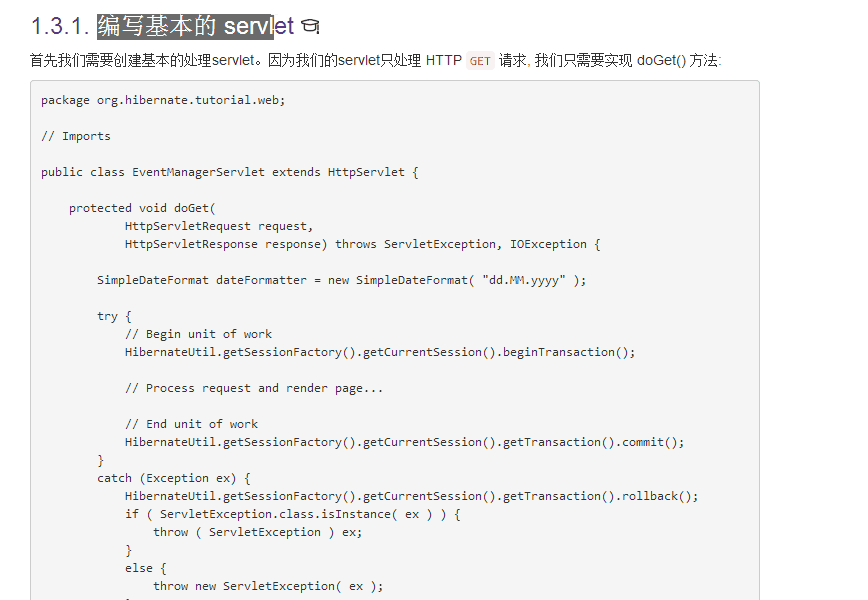 1.3.1. 编写基本的 servlet
首先我们需要创建基本的处理servlet。因为我们的servlet只处理 HTTP GET 请求, 我们只需要实现 doGet() 方法:
package org.hibernate.tutorial.web;
// Imports
public class EventManagerServlet extends HttpServlet {
protected void doGet(
HttpServletRequest request,
HttpServletResponse response) throws ServletException, IOException {
SimpleDateFormat dateFormatter = new SimpleDateFormat( "dd.MM.yyyy" );
try {
// Begin unit of work
HibernateUtil.getSessionFactory().getCurrentSession().beginTransaction();
// Process request and render page...
// End unit of work
HibernateUtil.getSessionFactory().getCurrentSession().getTransaction().commit();
}
catch (Exception ex) {
HibernateUtil.getSessionFactory().getCurrentSession().getTransaction().rollback();
if ( ServletException.class.isInstance( ex ) ) {
throw ( ServletException ) ex;
}
else {
throw new ServletException( ex );